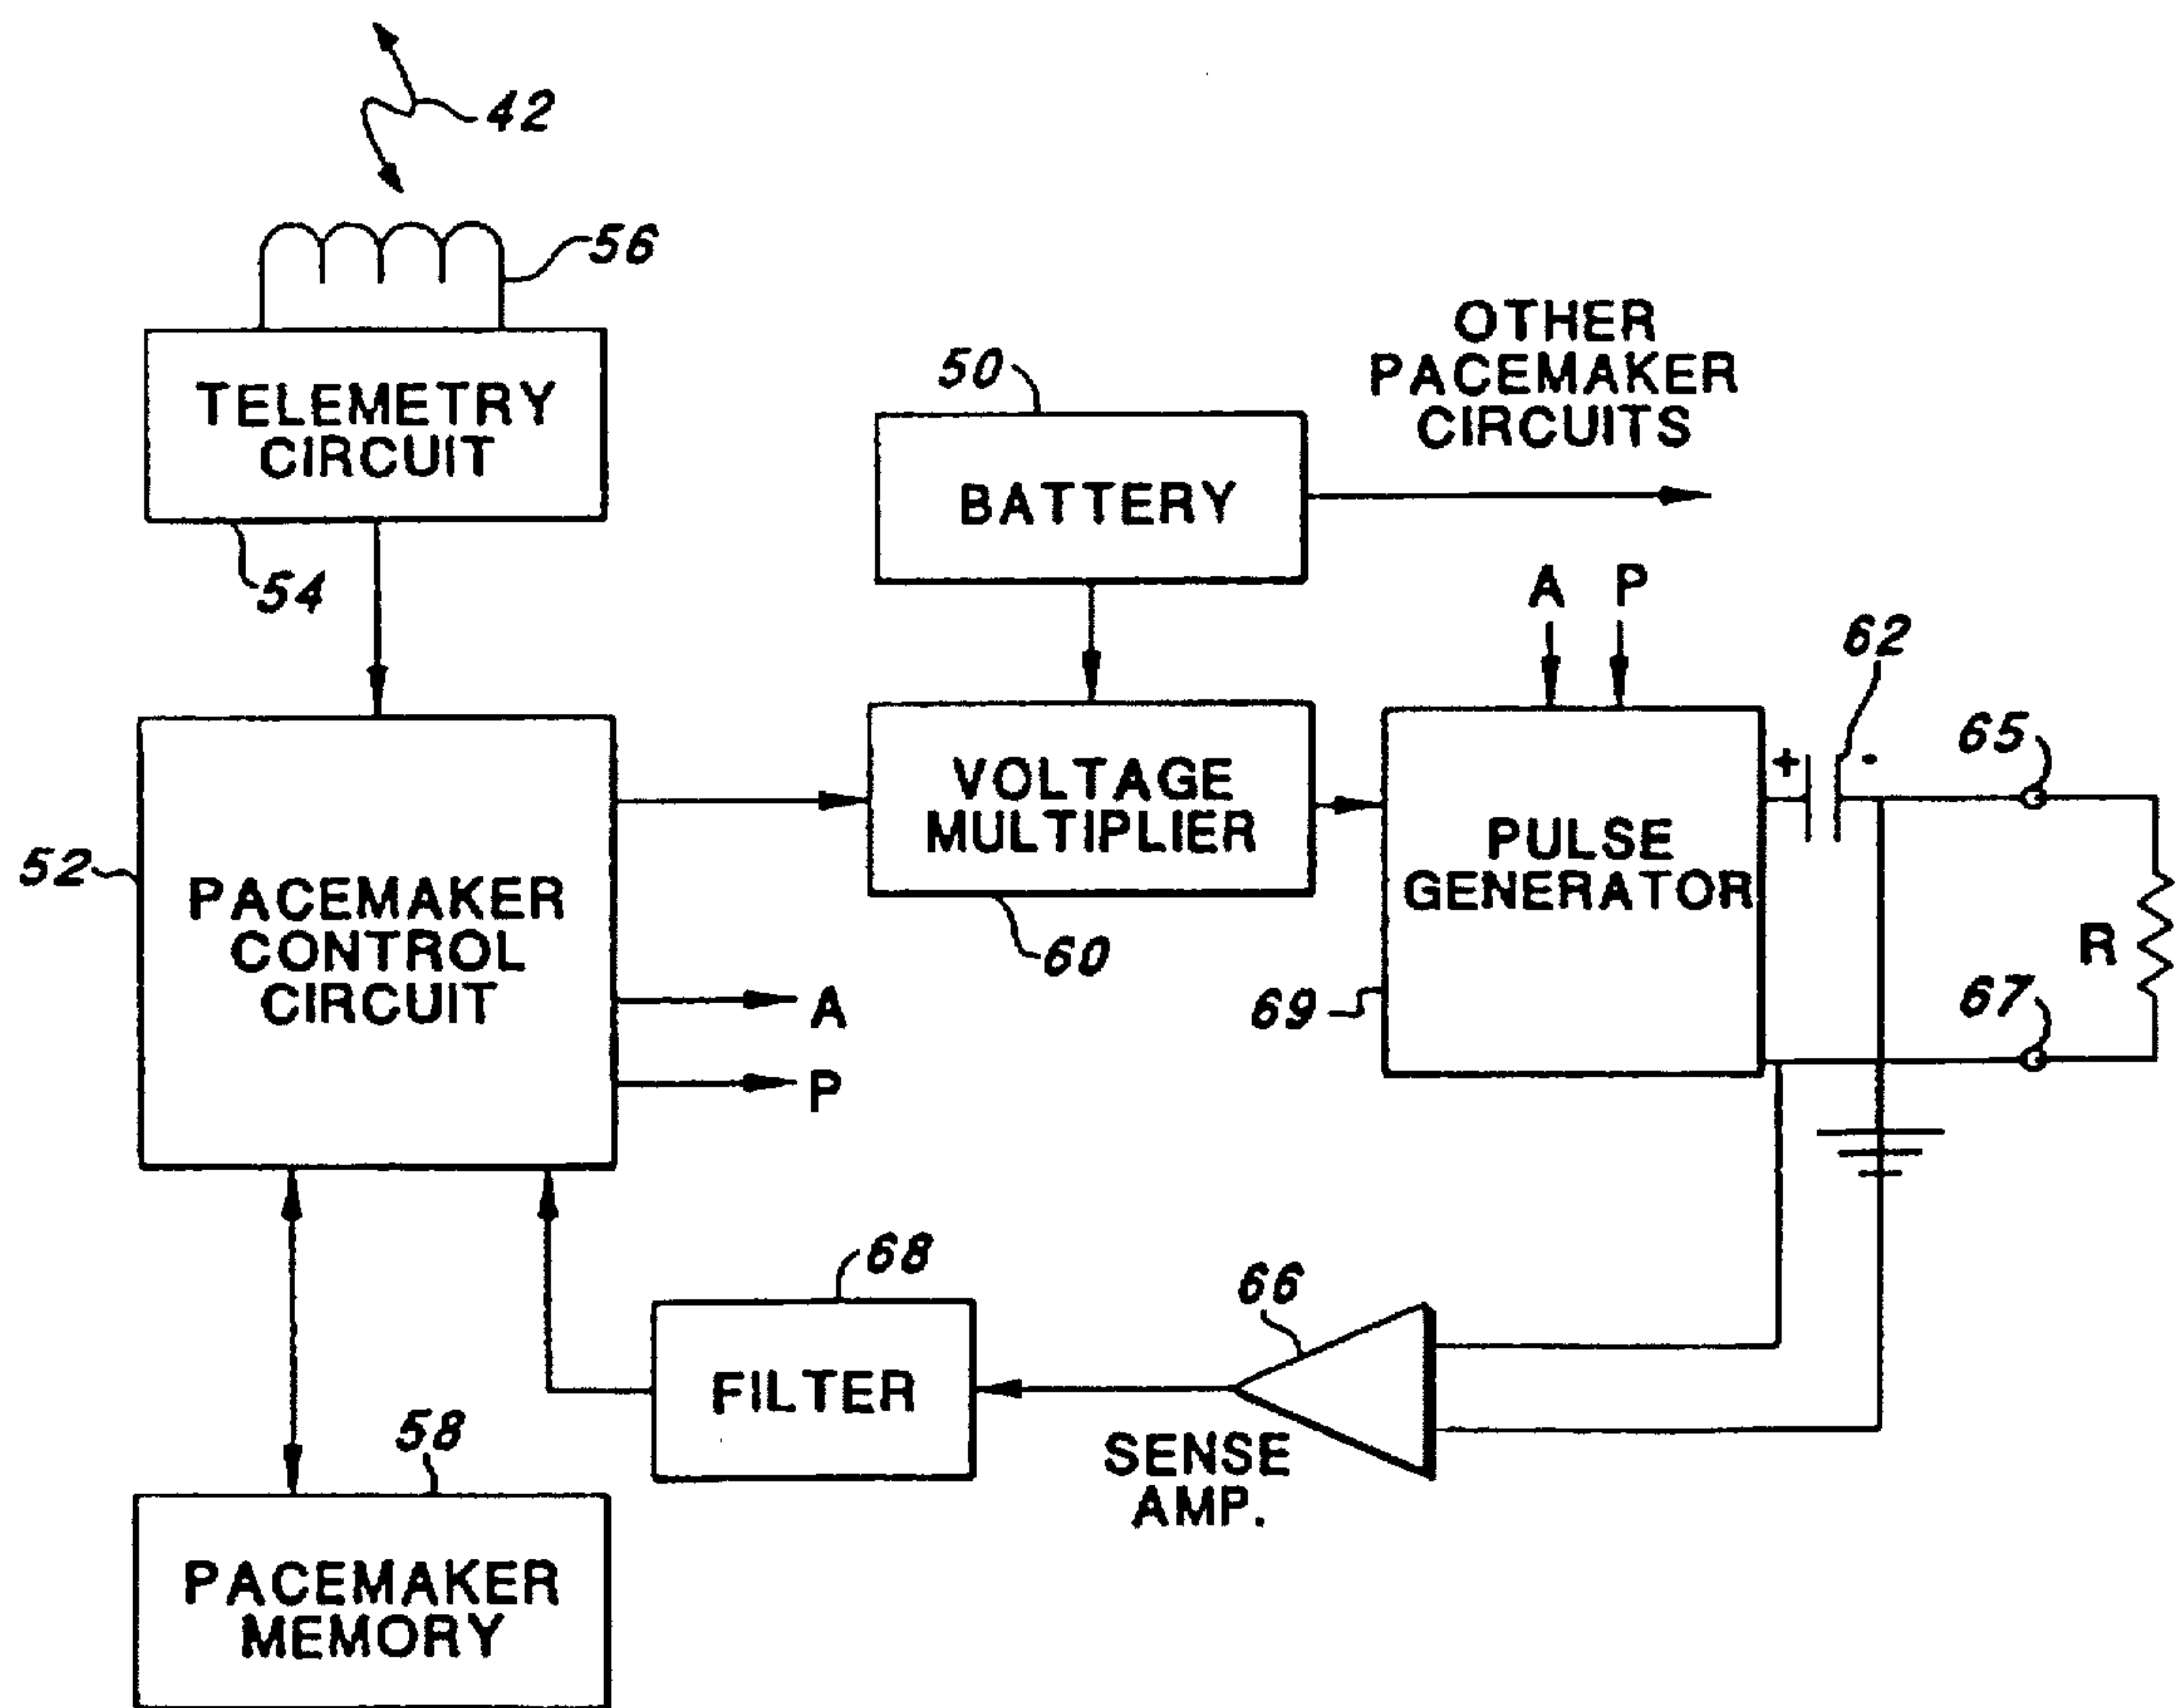 42
56
TELEMETRY
CIRCUIT
54
50
BATTERY
OTHER
PACEMAKER
CIRCUITS
A P
62
52
PACEMAKER
CONTROL
CIRCUIT
VOLTAGE
MULTIPLIER
60
PULSE
GENERATOR
69
+ -
65
R
67
A
P
68
FILTER
66
SENSE
AMP.
58
PACEMAKER
MEMORY